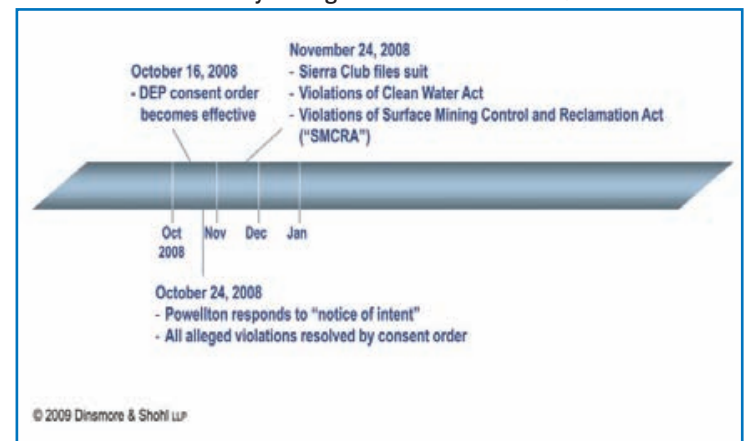 October 16, 2008
- DEP consent order
becomes effective
November 24, 2008
- Sierra Club files suit
- Violations of Clean Water Act
- Violations of Surface Mining Control and Reclamation Act
("SMCRA")
Oct
2008
Nov
Dec
Jan
October 24, 2008
- Powellton responds to "notice of intent"
- All alleged violations resolved by consent order
© 2009 Dinsmore & Shohl LLP